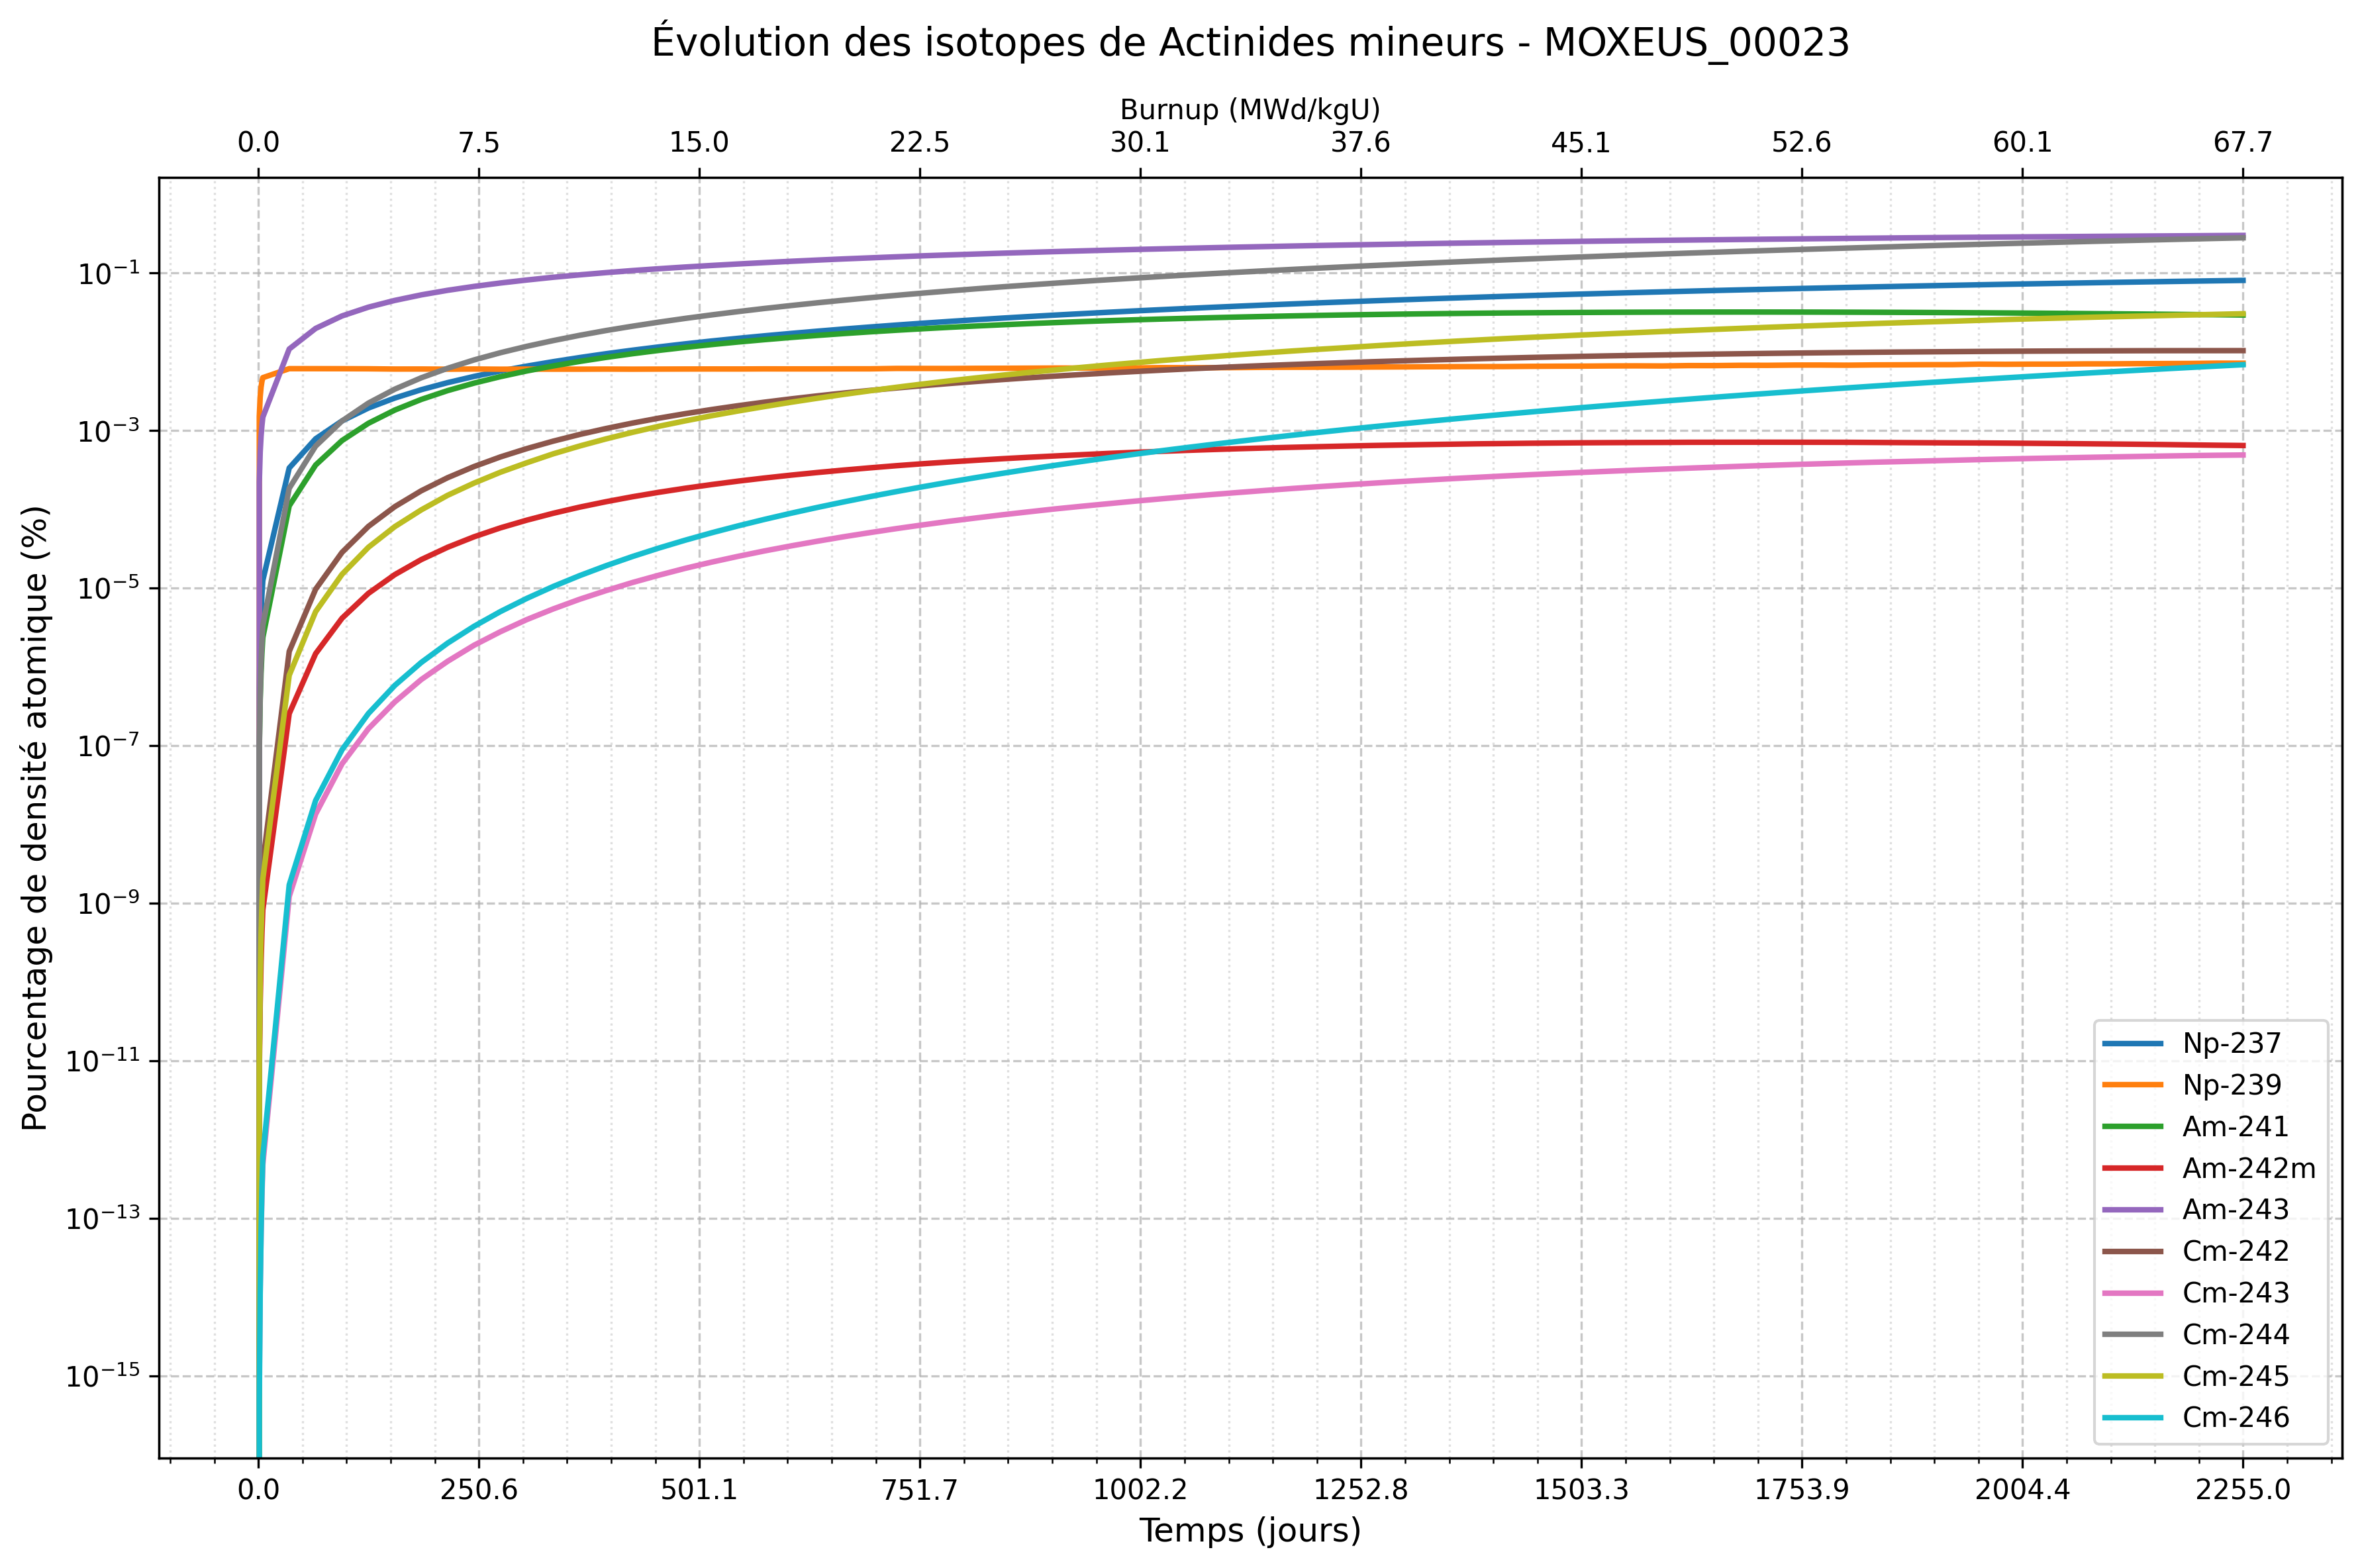 Évolution des isotopes de Actinides mineurs - MOXEUS_00023
Burnup (MWd/kgU)
0.0 7.5 15.0 22.5 30.1 37.6 45.1 52.6 60.1 67.7
Pourcentage de densité atomique (%)
10⁻¹
10⁻³
10⁻⁵
10⁻⁷
10⁻⁹
10⁻¹¹
10⁻¹³
10⁻¹⁵
Np-237
Np-239
Am-241
Am-242m
Am-243
Cm-242
Cm-243
Cm-244
Cm-245
Cm-246
0.0 250.6 501.1 751.7 1002.2 1252.8 1503.3 1753.9 2004.4 2255.0
Temps (jours)